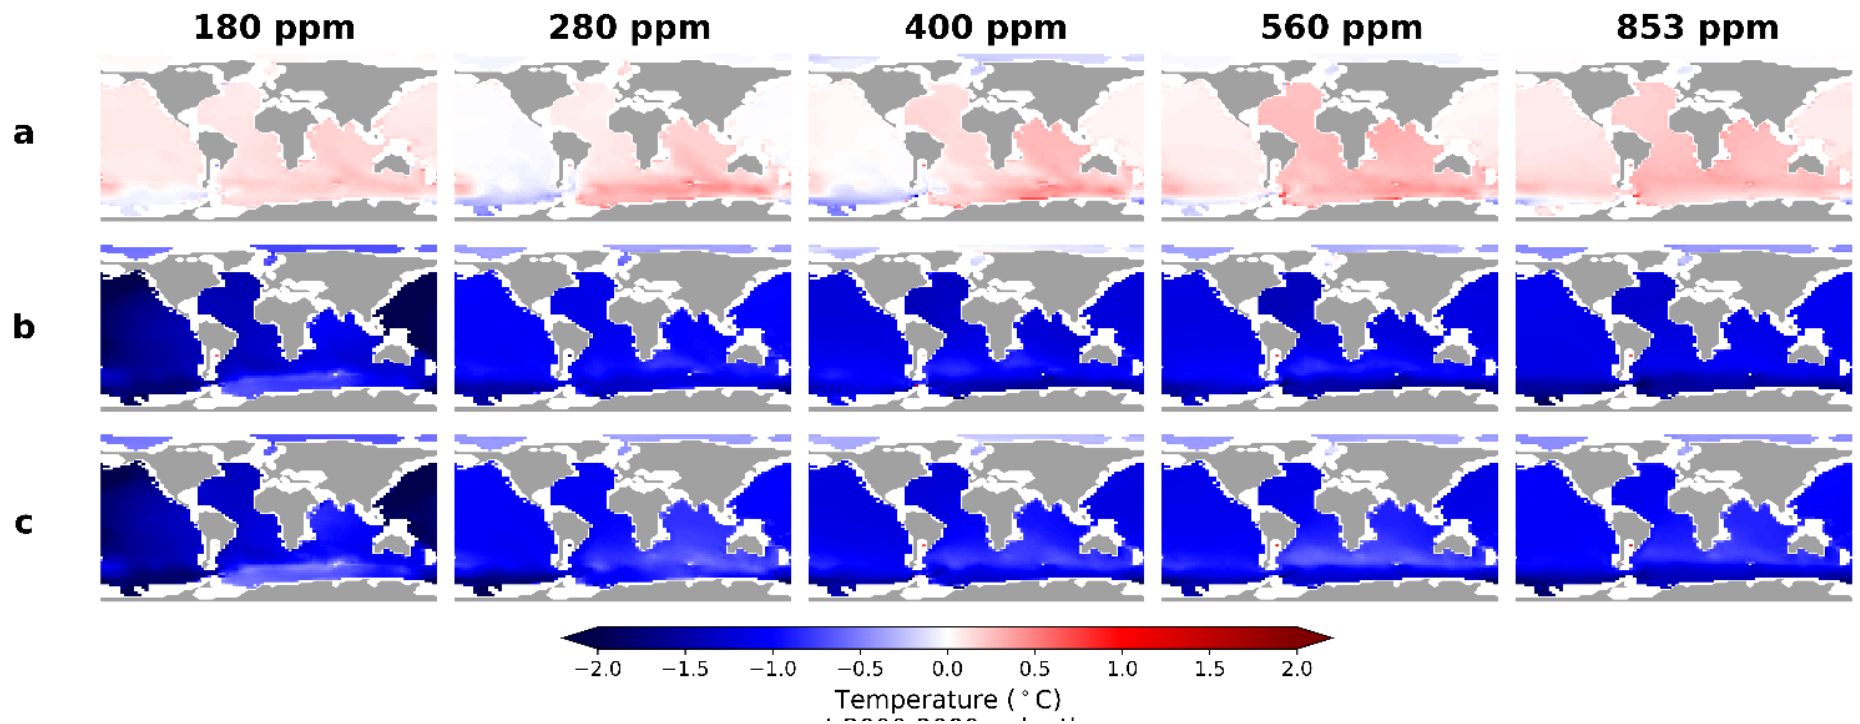 180 ppm 280 ppm 400 ppm 560 ppm 853 ppm
a
b
c
−2.0 −1.5 −1.0 −0.5 0.0 0.5 1.0 1.5 2.0
Temperature (°C)